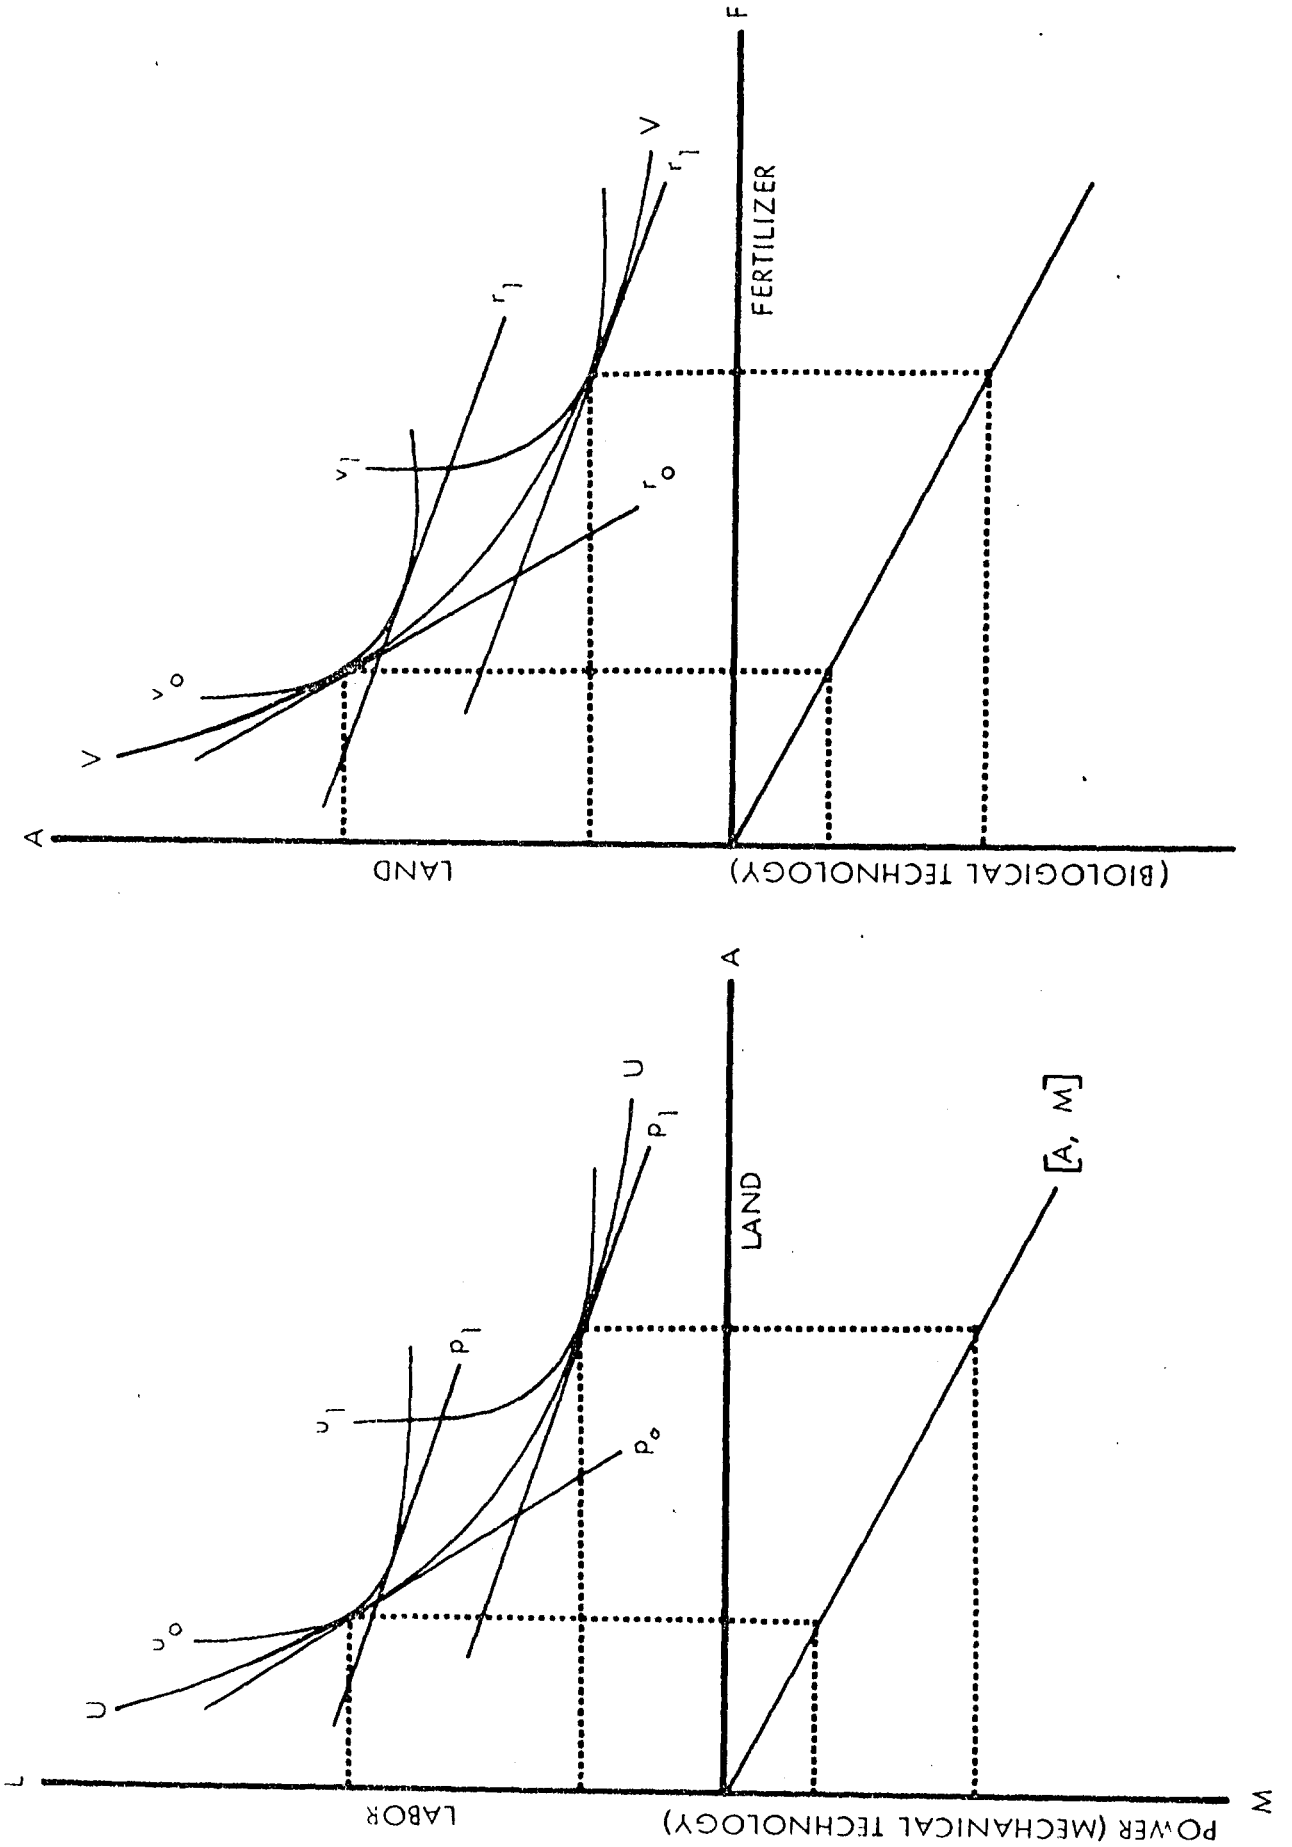 A
V
v0
v1
r1
V
r1
r0
LAND
FERTILIZER
F
(BIOLOGICAL TECHNOLOGY)
L
U
u0
u1
p1
U
p1
p0
LABOR
LAND
A
POWER (MECHANICAL TECHNOLOGY)
[A, M]
M